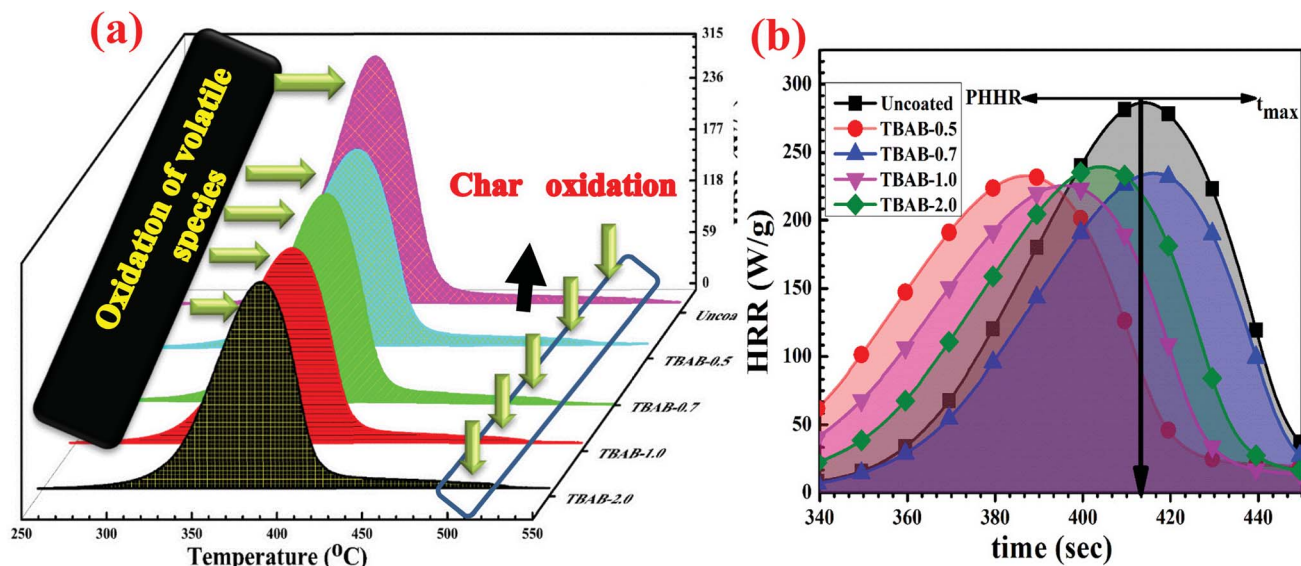 (a)
Oxidation of volatile
species
Char oxidation
315
236
177
118
59
0
Uncoa
TBAB-0.5
TBAB-0.7
TBAB-1.0
TBAB-2.0
250 300 350 400 450 500 550
Temperature (⁰C)
(b)
300
250
200
150
100
50
0
HRR (W/g)
Uncoated
TBAB-0.5
TBAB-0.7
TBAB-1.0
TBAB-2.0
PHHR
tmax
340 360 380 400 420 440
time (sec)